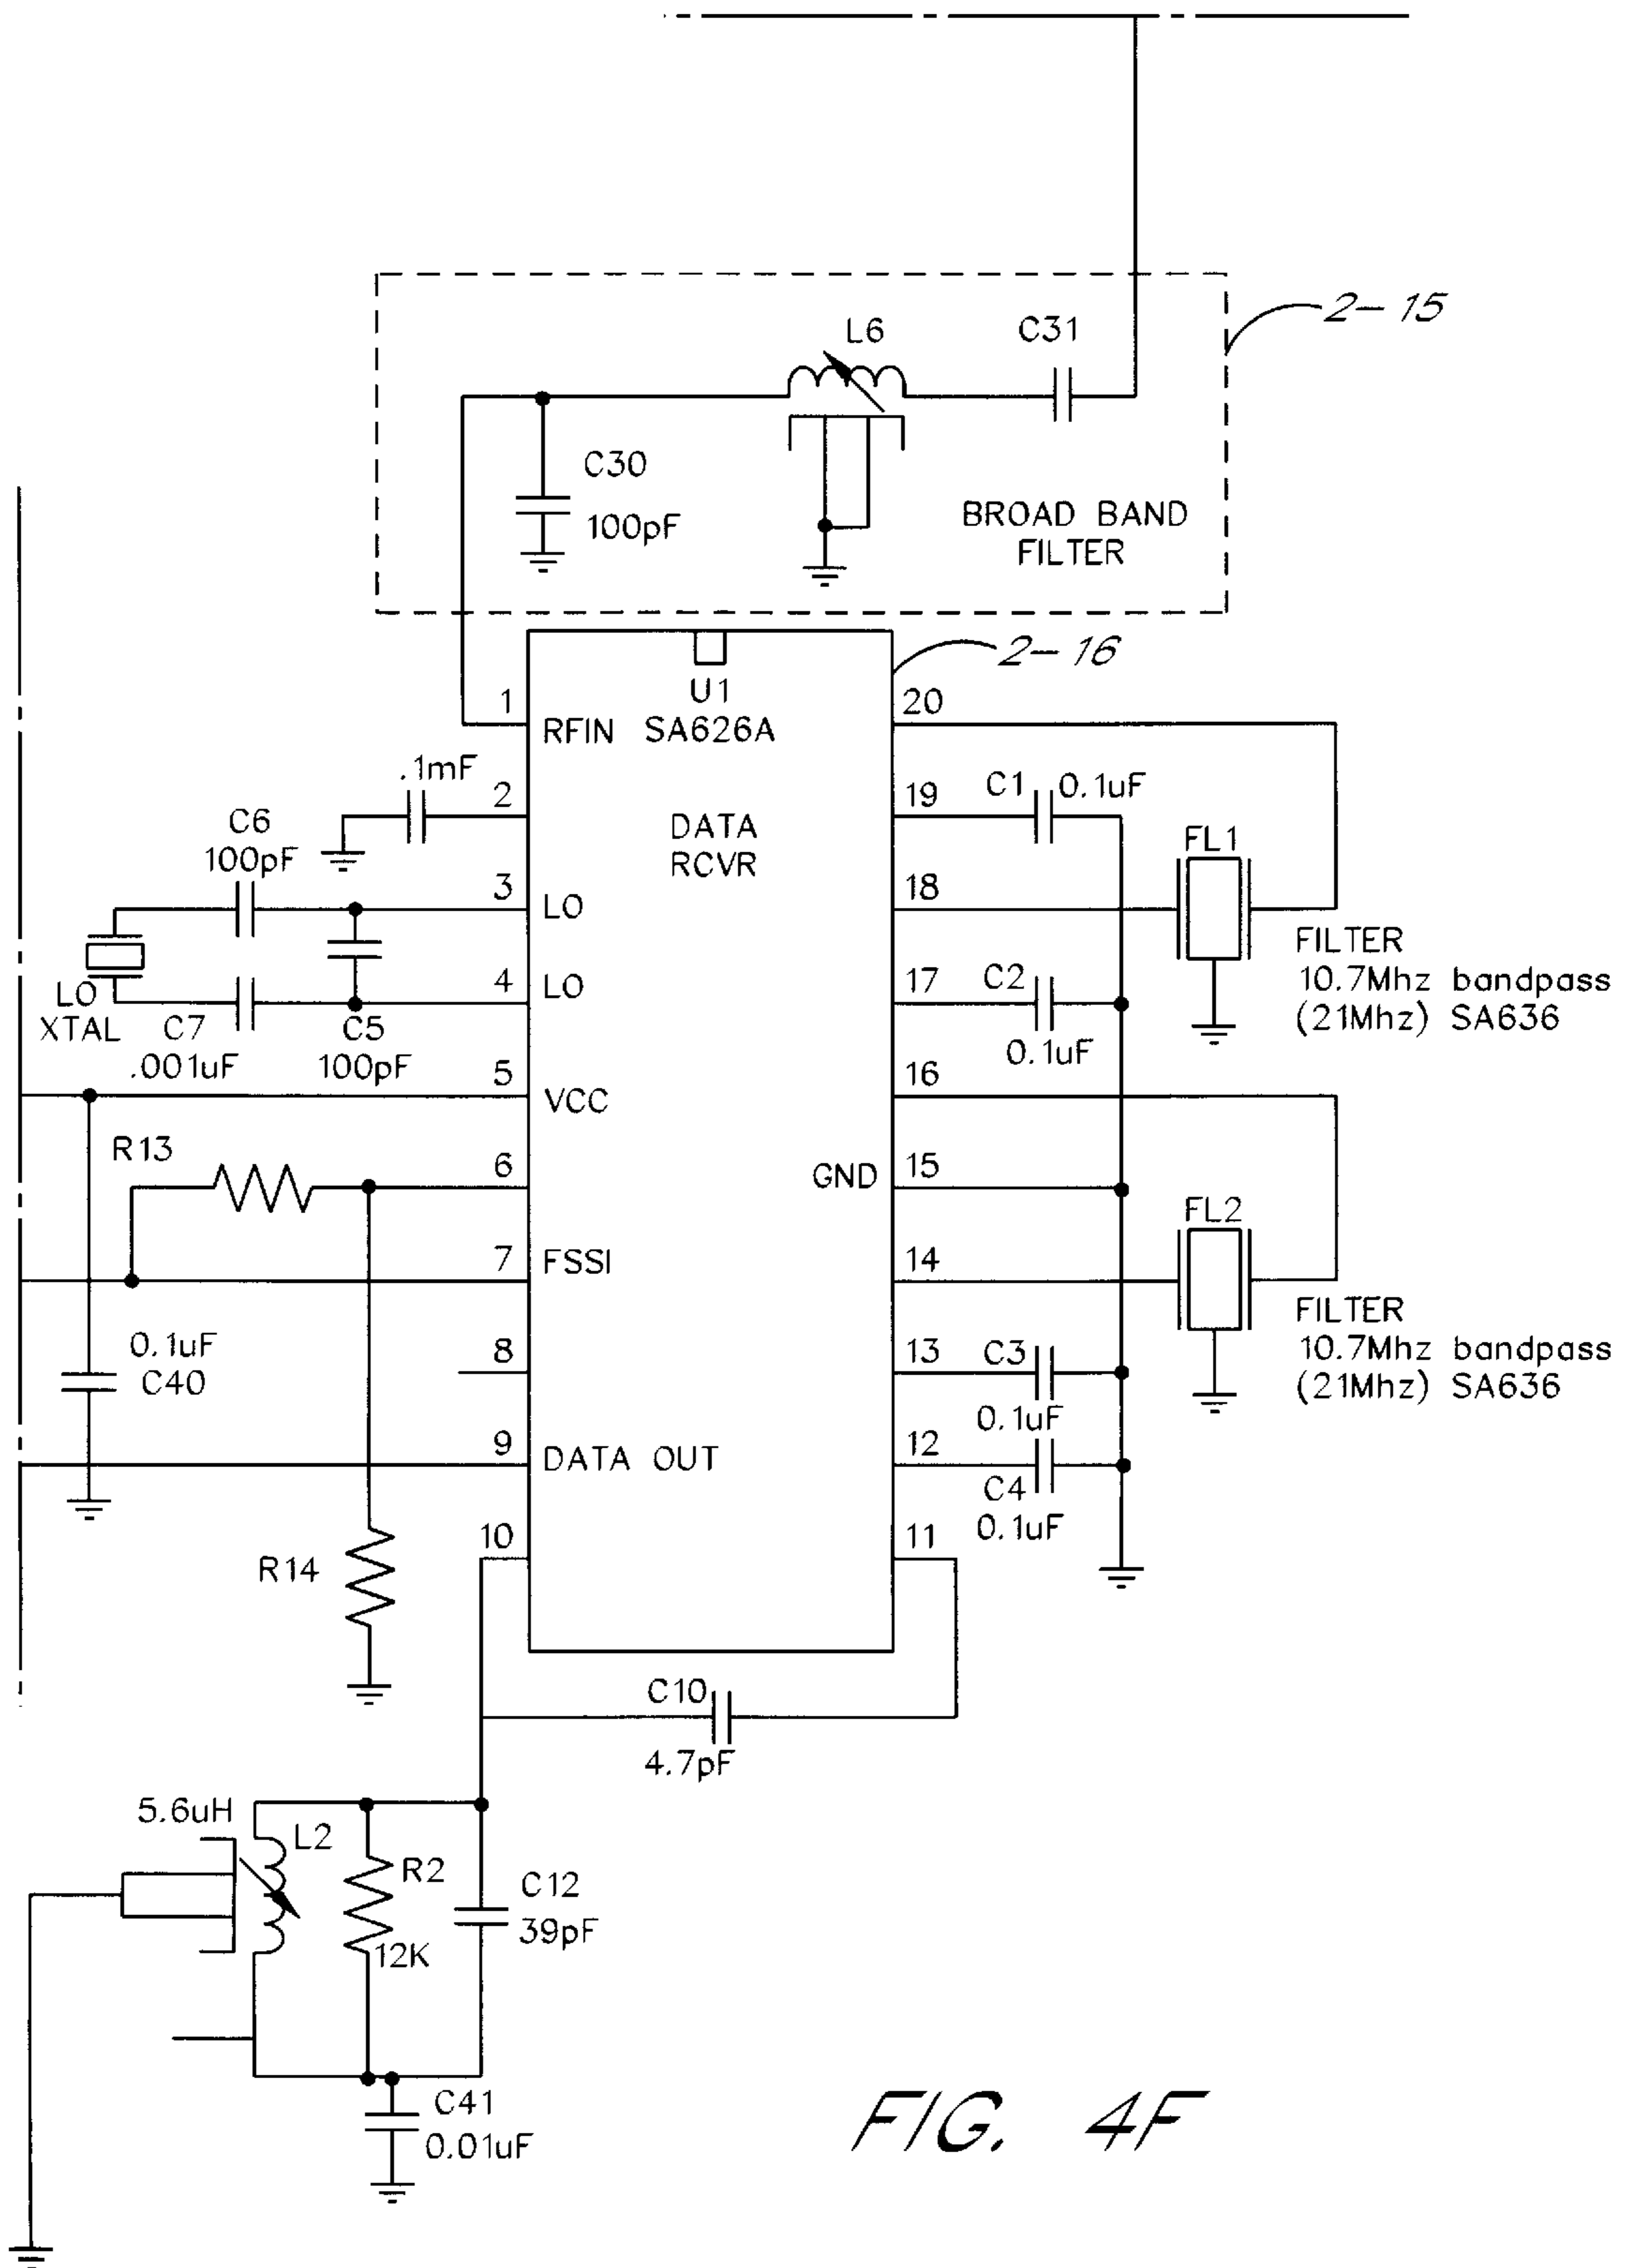 2-15
L6
C31
C30
100pF
BROAD BAND
FILTER
2-16
U1
SA626A
1
RFIN
20
.1mF
2
19
C1
0.1uF
DATA
RCVR
C6
100pF
3
LO
18
FL1
FILTER
10.7Mhz bandpass
(21Mhz) SA636
LO
XTAL
4
LO
17
C2
0.1uF
C7
.001uF
C5
100pF
5
VCC
16
R13
6
GND
15
FL2
7
FSSI
14
FILTER
10.7Mhz bandpass
(21Mhz) SA636
0.1uF
C40
8
13
C3
0.1uF
9
DATA OUT
12
C4
0.1uF
10
11
R14
C10
4.7pF
5.6uH
L2
R2
12K
C12
39pF
C41
0.01uF
FIG. 4F